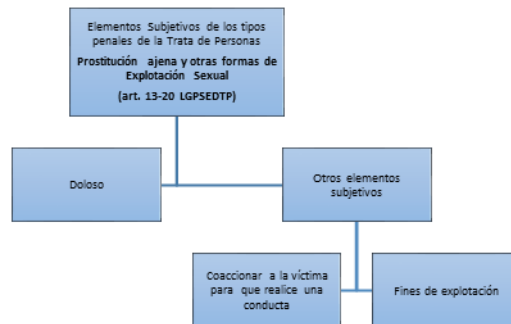 Elementos Subjetivos de los tipos
penales de la Trata de Personas
Prostitución ajena y otras formas de
Explotación Sexual
(art. 13-20 LGPSEDTP)
Doloso
Otros elementos
subjetivos
Coaccionar a la víctima
para que realice una
conducta
Fines de explotación